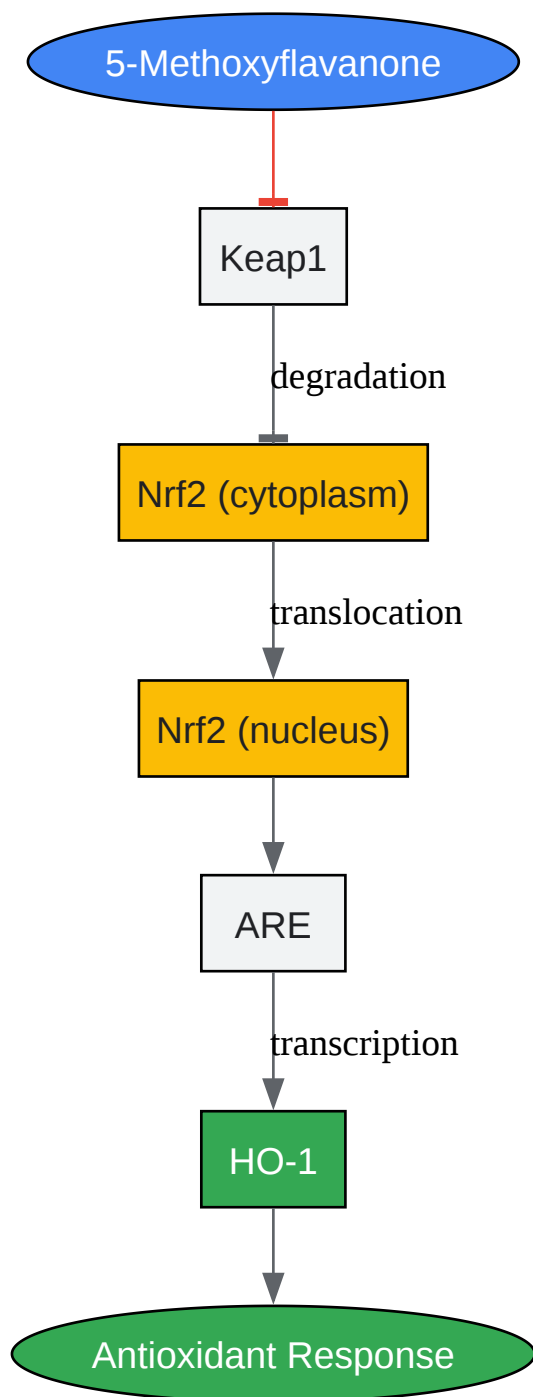 5-Methoxyflavanone
Keap1
degradation
Nrf2 (cytoplasm)
translocation
Nrf2 (nucleus)
ARE
transcription
HO-1
Antioxidant Response